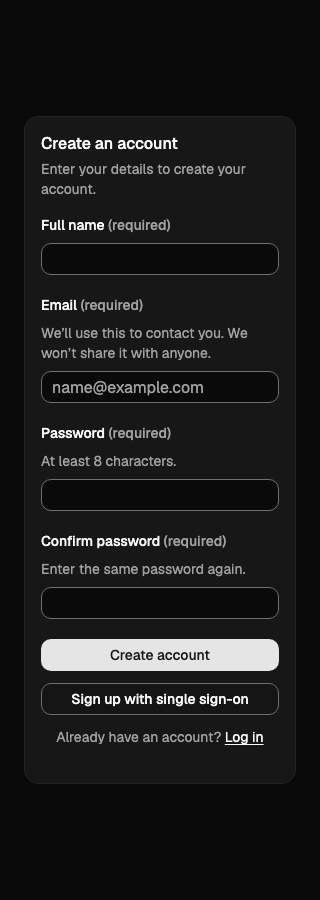 Create an account
Enter your details to create your
account.
Full name (required)
Email (required)
We’ll use this to contact you. We
won’t share it with anyone.
name@example.com
Password (required)
At least 8 characters.
Confirm password (required)
Enter the same password again.
Create account
Sign up with single sign-on
Already have an account? Log in